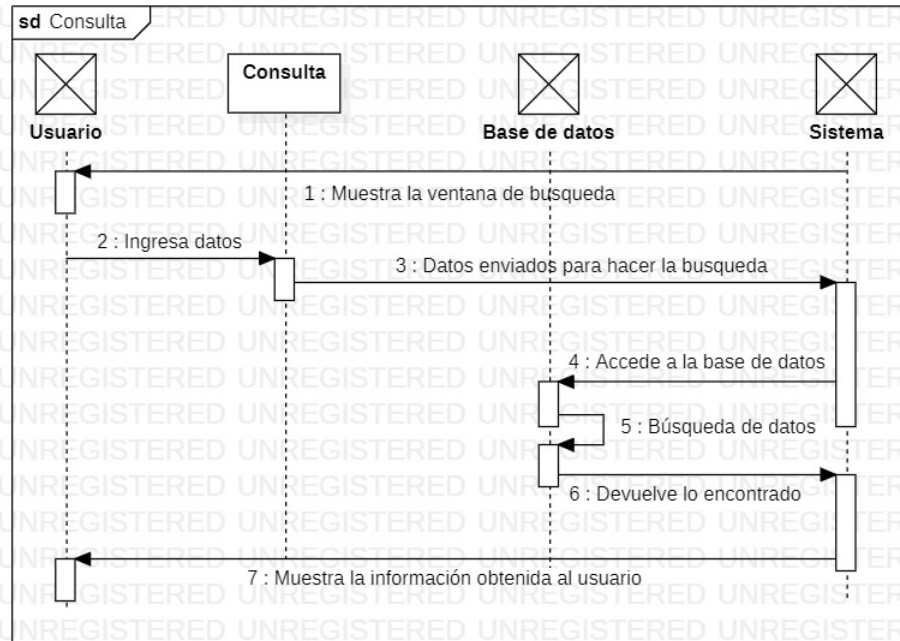 sd Consulta
Consulta
Usuario
Base de datos
Sistema
1 : Muestra la ventana de busqueda
2 : Ingresa datos
3 : Datos enviados para hacer la busqueda
4 : Accede a la base de datos
5 : Búsqueda de datos
6 : Devuelve lo encontrado
7 : Muestra la información obtenida al usuario
UNREGISTERED